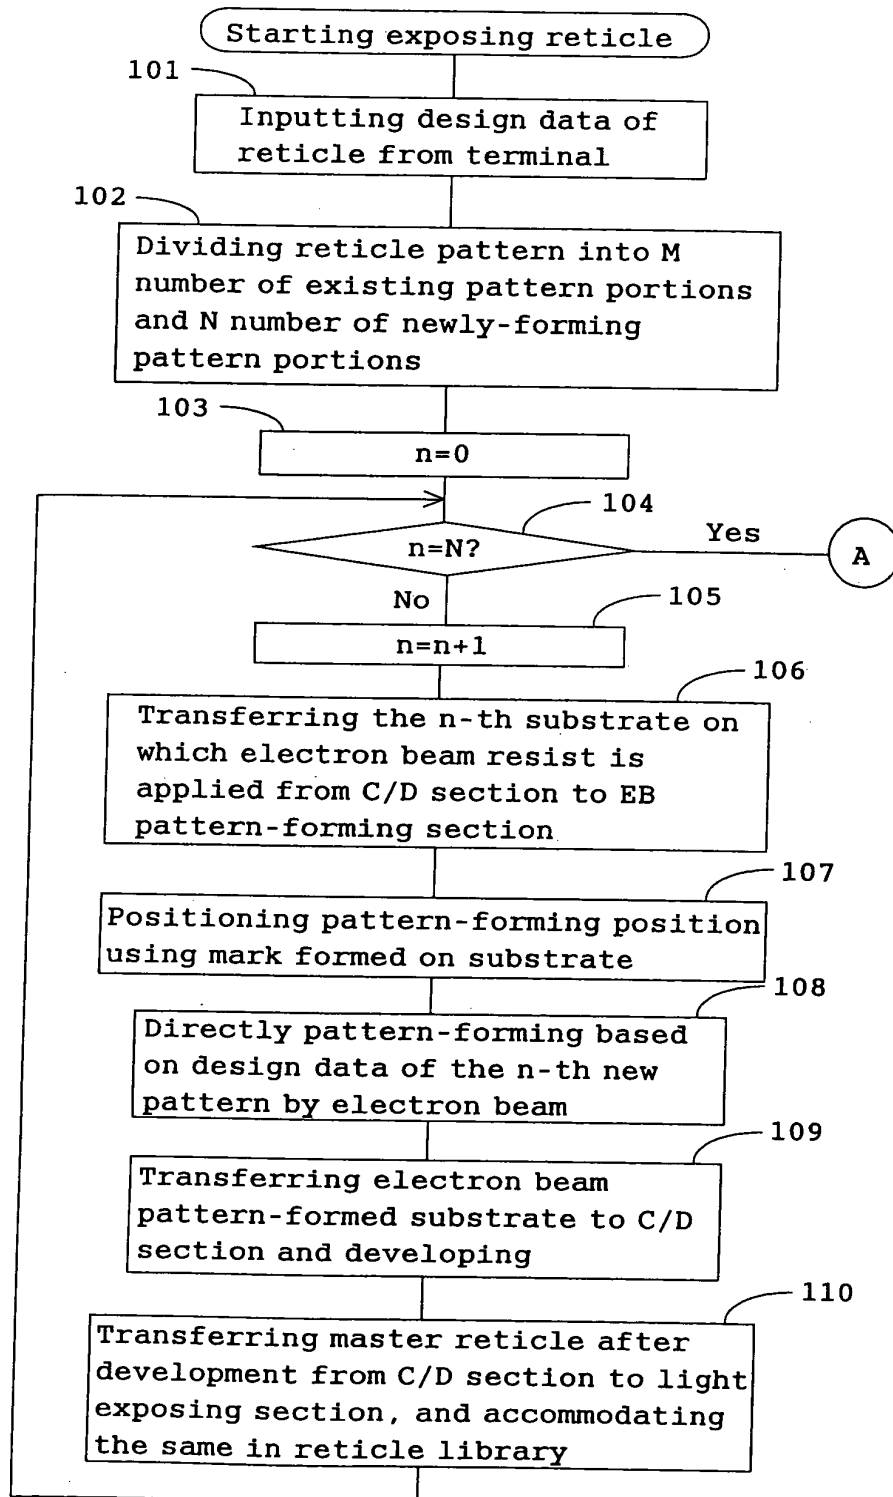 Starting exposing reticle
101
Inputting design data of
reticle from terminal
102
Dividing reticle pattern into M
number of existing pattern portions
and N number of newly-forming
pattern portions
103
n=0
104
n=N?
Yes
A
No
105
n=n+1
106
Transferring the n-th substrate on
which electron beam resist is
applied from C/D section to EB
pattern-forming section
107
Positioning pattern-forming position
using mark formed on substrate
108
Directly pattern-forming based
on design data of the n-th new
pattern by electron beam
109
Transferring electron beam
pattern-formed substrate to C/D
section and developing
110
Transferring master reticle after
development from C/D section to light
exposing section, and accommodating
the same in reticle library